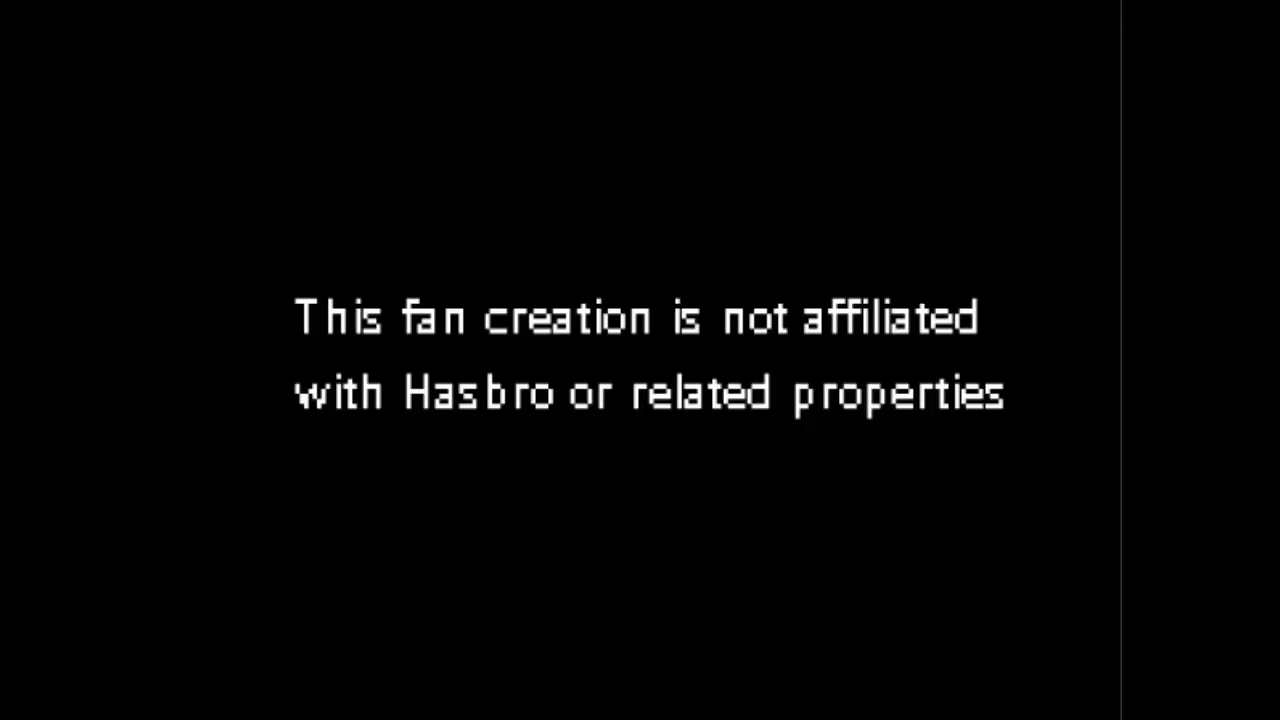 This fan creation is not affiliated
with Hasbro or related properties